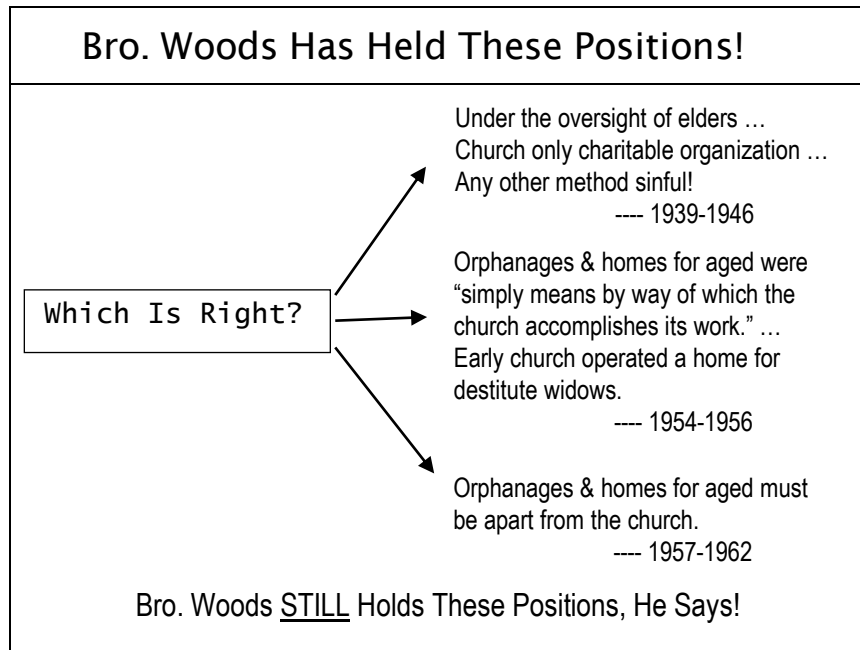 Bro. Woods Has Held These Positions!
Under the oversight of elders …
Church only charitable organization …
Any other method sinful!
---- 1939-1946
Which Is Right?
Orphanages & homes for aged were
“simply means by way of which the
church accomplishes its work.” …
Early church operated a home for
destitute widows.
---- 1954-1956
Orphanages & homes for aged must
be apart from the church.
---- 1957-1962
Bro. Woods STILL Holds These Positions, He Says!